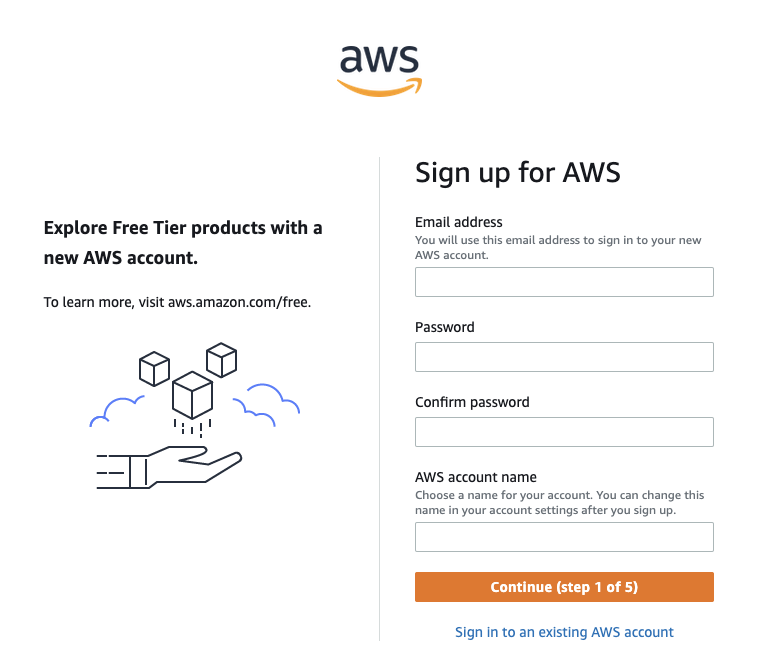 aws
Explore Free Tier products with a
new AWS account.
To learn more, visit aws.amazon.com/free.
Sign up for AWS
Email address
You will use this email address to sign in to your new
AWS account.
Password
Confirm password
AWS account name
Choose a name for your account. You can change this
name in your account settings after you sign up.
Continue (step 1 of 5)
Sign in to an existing AWS account